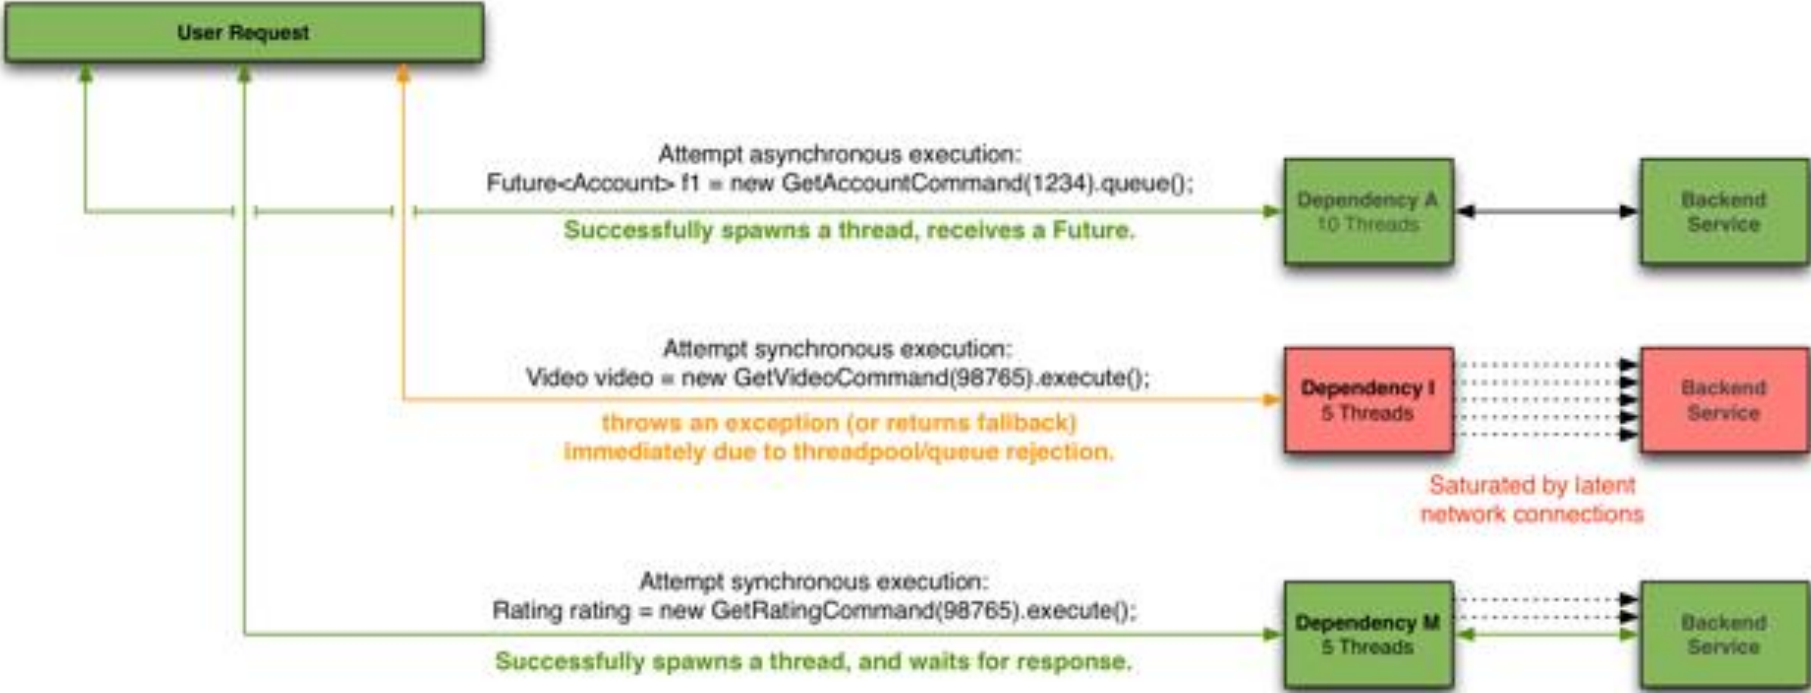 User Request
Attempt asynchronous execution:
Future<Account> f1 = new GetAccountCommand(1234).queue();
Successfully spawns a thread, receives a Future.
Dependency A
10 Threads
Backend
Service
Attempt synchronous execution:
Video video = new GetVideoCommand(98765).execute();
throws an exception (or returns fallback)
immediately due to threadpool/queue rejection.
Dependency I
5 Threads
Backend
Service
Saturated by latent
network connections
Attempt synchronous execution:
Rating rating = new GetRatingCommand(98765).execute();
Successfully spawns a thread, and waits for response.
Dependency M
5 Threads
Backend
Service